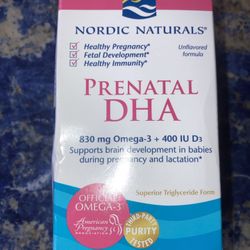 NORDIC NATURALS®
Healthy Pregnancy*
Fetal Development*
Healthy Immunity*
Unflavored
formula
PRENATAL
DHA
830 mg Omega-3 + 400 IU D3
Supports brain development in babies
during pregnancy and lactation*
Superior Triglyceride Form
OFFICIAL
OMEGA-3
American
Pregnancy
ASSOCIATION
THIRD-PARTY
PURITY
TESTED